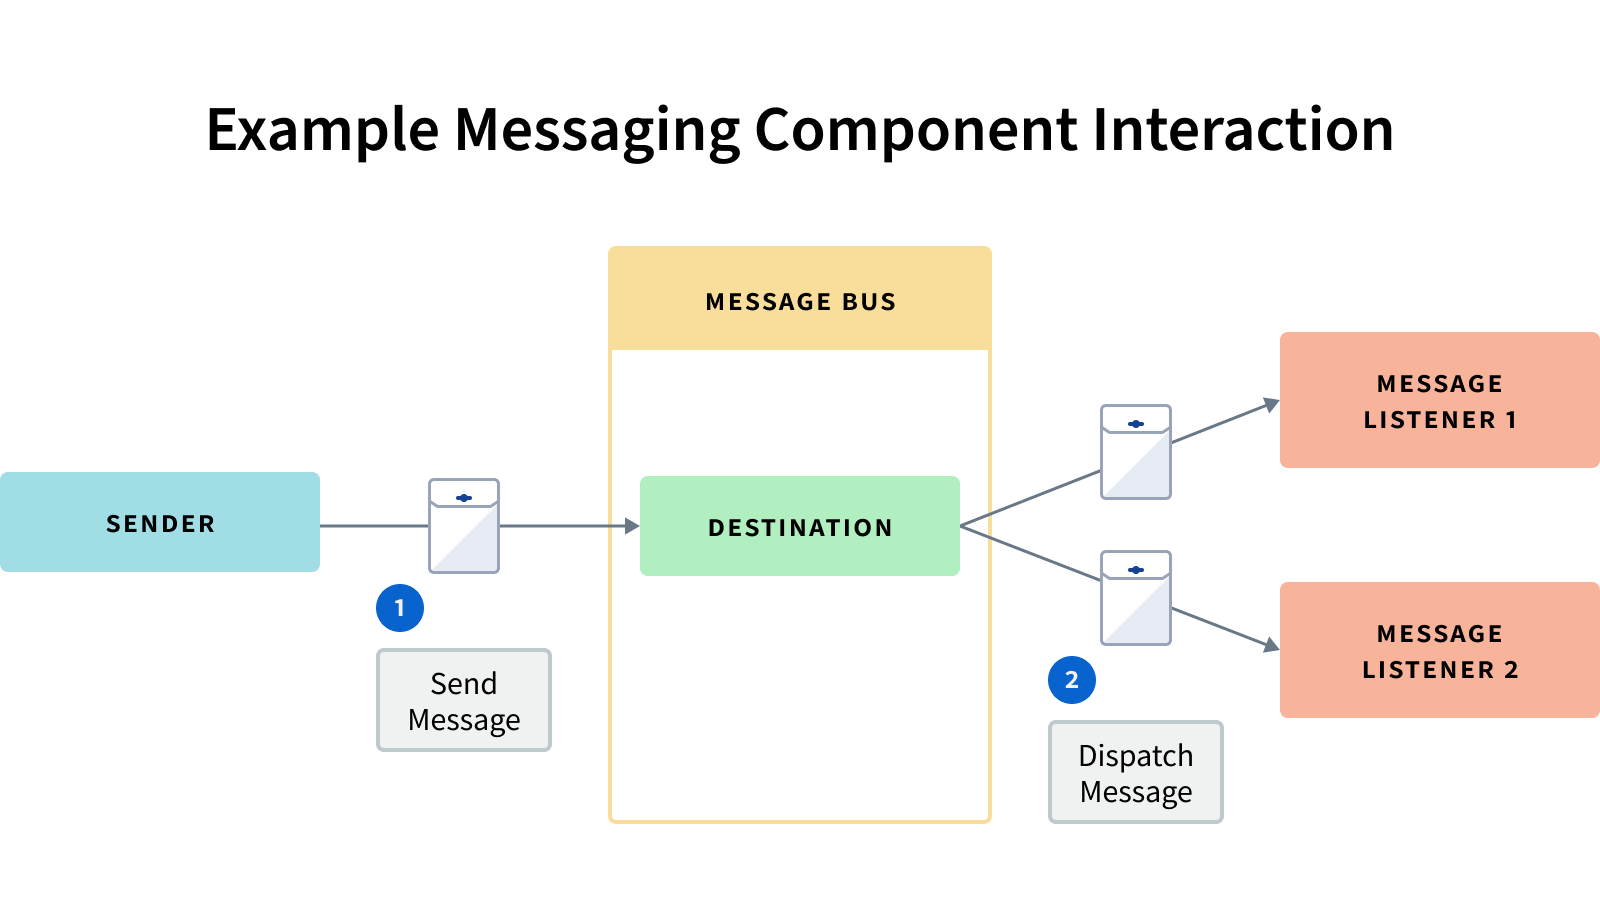 Example Messaging Component Interaction
MESSAGE BUS
SENDER
DESTINATION
MESSAGE
LISTENER 1
MESSAGE
LISTENER 2
1
Send
Message
2
Dispatch
Message